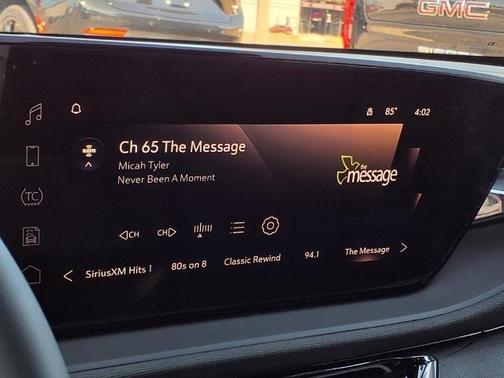 GMC
85°
4:02
Ch 65 The Message
Micah Tyler
Never Been A Moment
the
message
TC
CH
CH
SiriusXM Hits 1
80s on 8
Classic Rewind
94.1
The Message